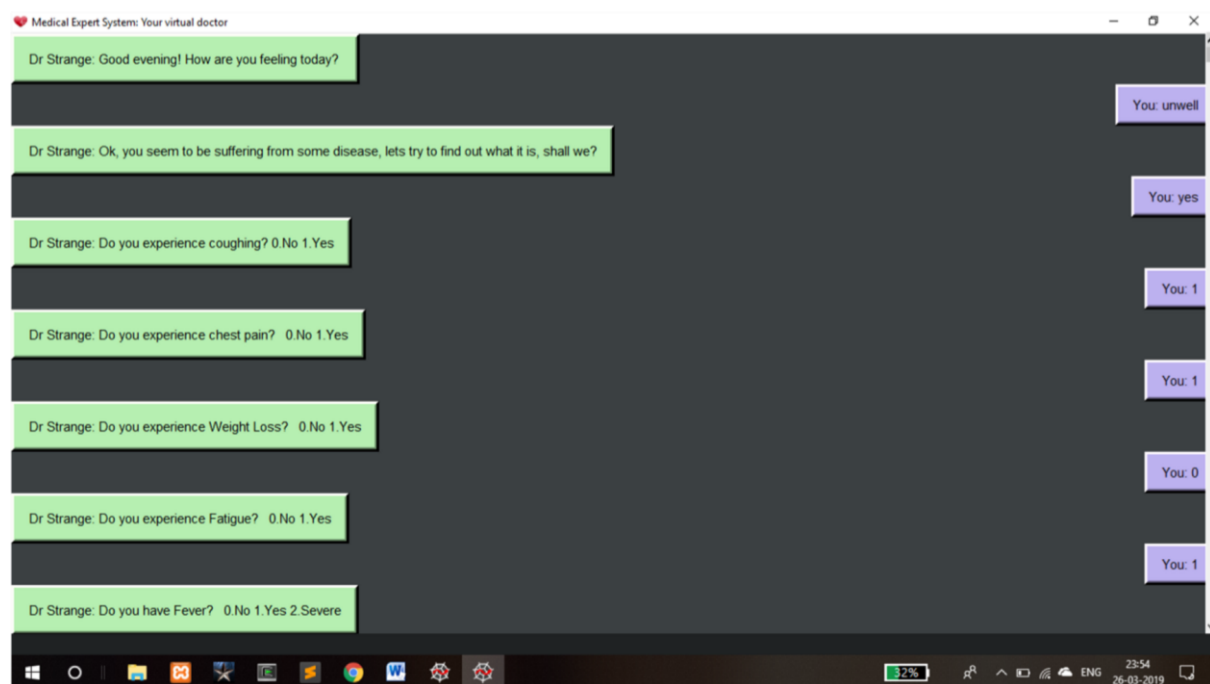 Medical Expert System: Your virtual doctor
Dr Strange: Good evening! How are you feeling today?
You: unwell
Dr Strange: Ok, you seem to be suffering from some disease, lets try to find out what it is, shall we?
You: yes
Dr Strange: Do you experience coughing? 0.No 1.Yes
You: 1
Dr Strange: Do you experience chest pain?   0.No 1.Yes
You: 1
Dr Strange: Do you experience Weight Loss?   0.No 1.Yes
You: 0
Dr Strange: Do you experience Fatigue?   0.No 1.Yes
You: 1
Dr Strange: Do you have Fever?   0.No 1.Yes 2.Severe
32%
ENG
23:54
26-03-2019